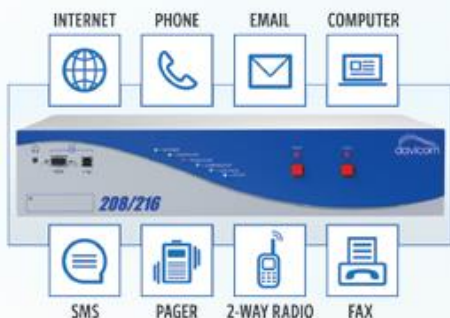 INTERNET PHONE EMAIL COMPUTER
davicom
208/216
SMS PAGER 2-WAY RADIO FAX